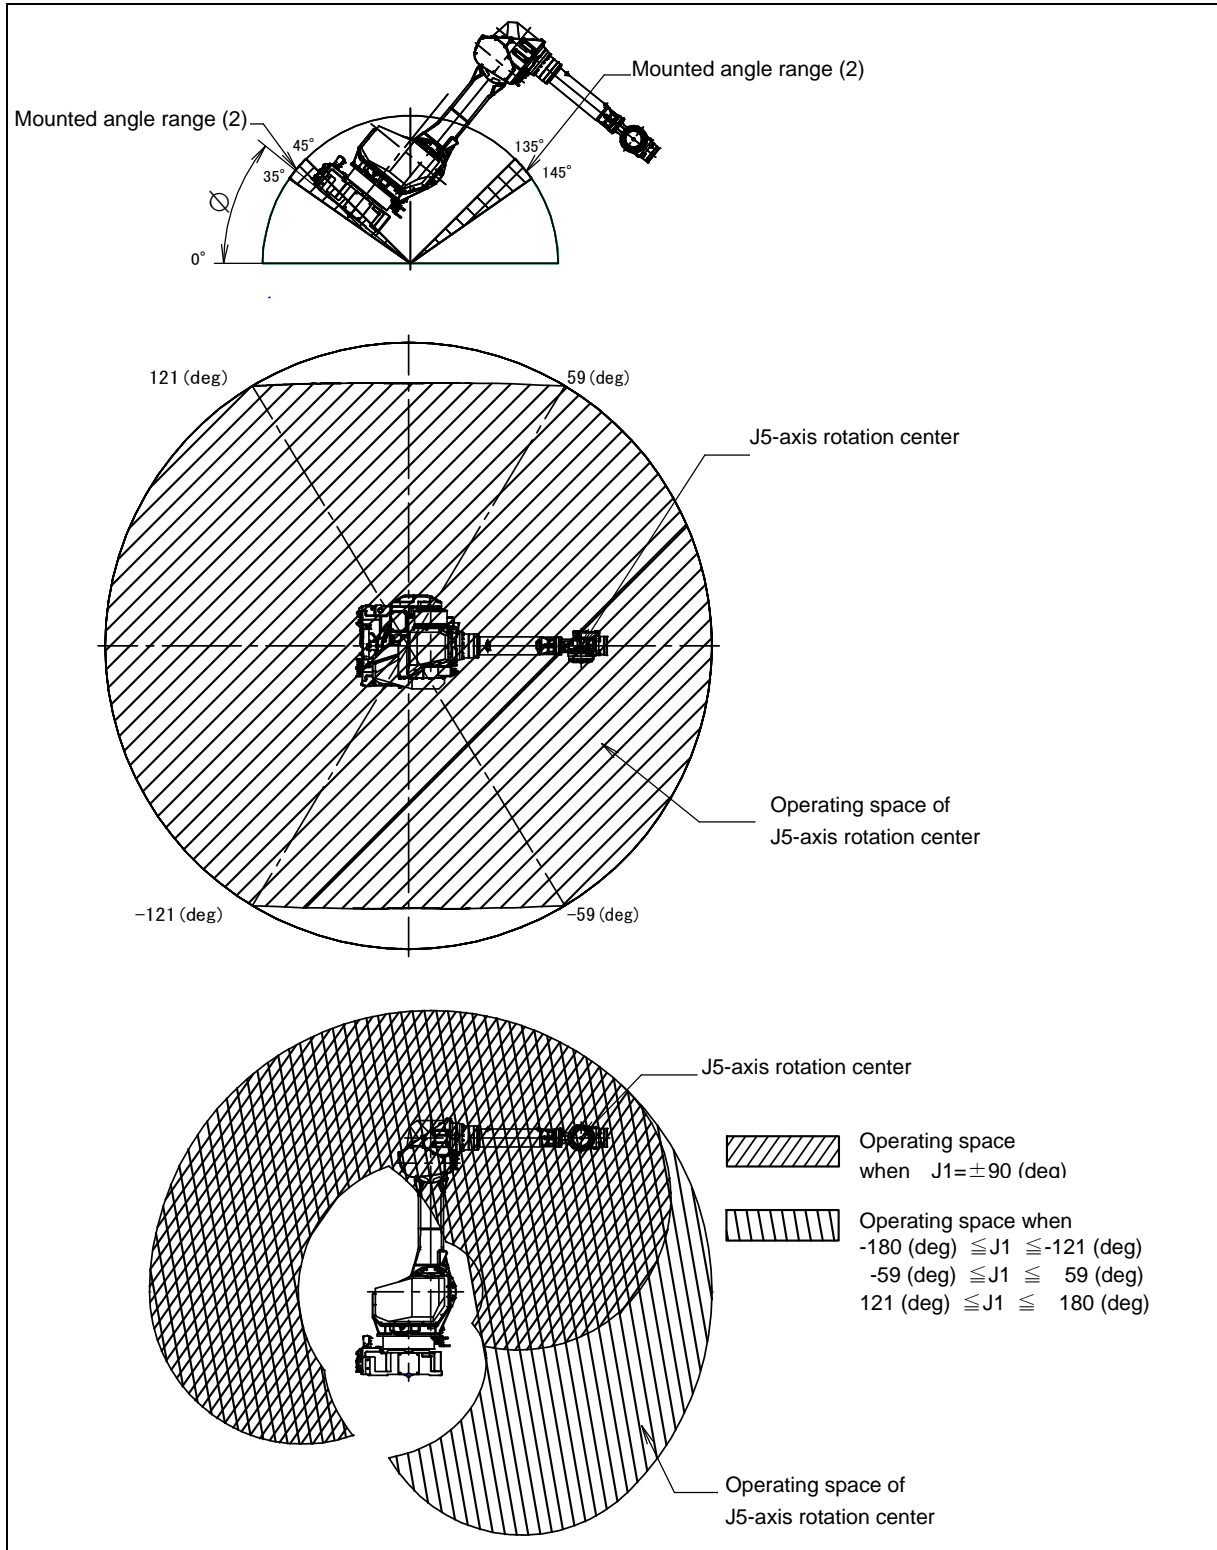 Mounted angle range (2)
Mounted angle range (2)
45°
135°
35°
145°
Ø
0°
121 (deg)
59 (deg)
J5-axis rotation center
Operating space of
J5-axis rotation center
-121 (deg)
-59 (deg)
J5-axis rotation center
Operating space
when J1=±90 (deg)
Operating space when
-180 (deg) ≦J1 ≦-121 (deg)
-59 (deg) ≦J1 ≦ 59 (deg)
121 (deg) ≦J1 ≦ 180 (deg)
Operating space of
J5-axis rotation center